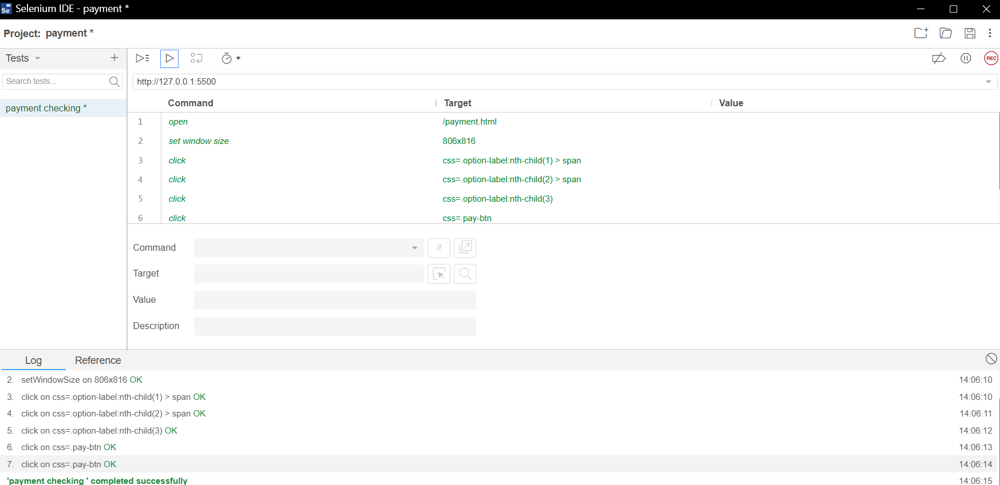 Se Selenium IDE - payment *
Project: payment *
Tests
Search tests...
payment checking *
http://127.0.0.1:5500
REC
Command Target Value
1 open /payment.html
2 set window size 806x816
3 click css=.option-label:nth-child(1) > span
4 click css=.option-label:nth-child(2) > span
5 click css=.option-label:nth-child(3)
6 click css=.pay-btn
Command //
Target
Value
Description
Log Reference
2. setWindowSize on 806x816 OK 14:06:10
3. click on css=.option-label:nth-child(1) > span OK 14:06:10
4. click on css=.option-label:nth-child(2) > span OK 14:06:11
5. click on css=.option-label:nth-child(3) OK 14:06:12
6. click on css=.pay-btn OK 14:06:13
7. click on css=.pay-btn OK 14:06:14
'payment checking ' completed successfully 14:06:15